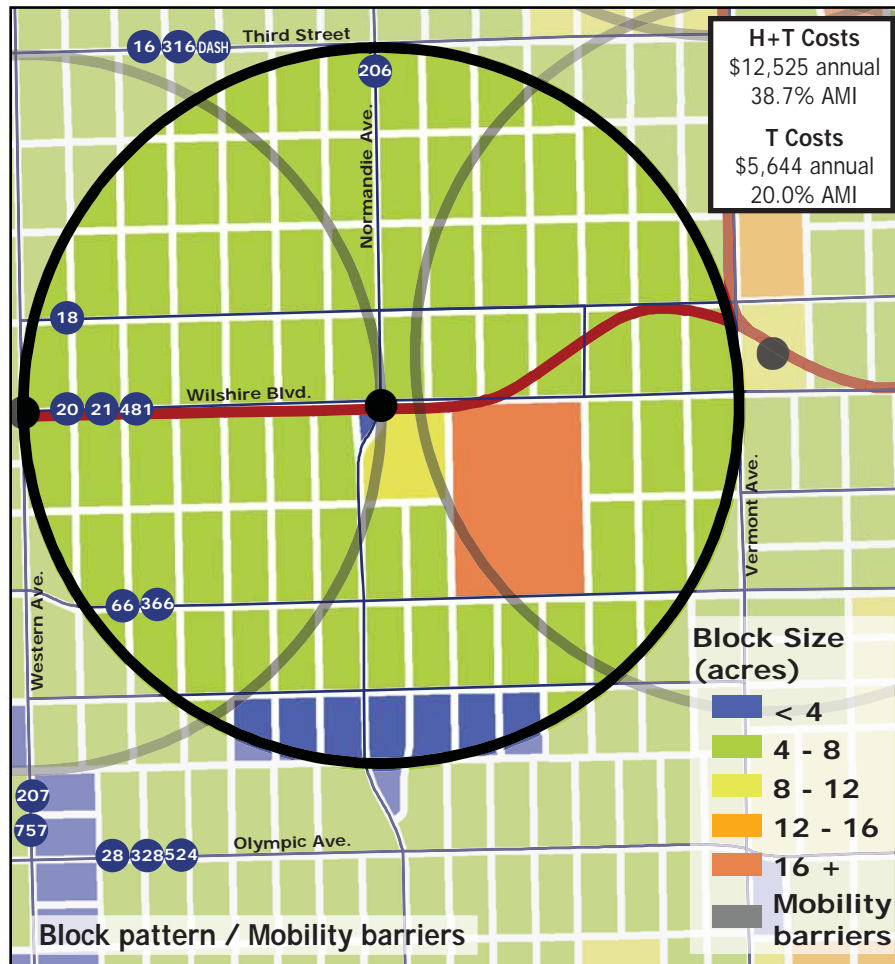 Third Street
16 316 DASH
206
Normandie Ave.
H+T Costs
$12,525 annual
38.7% AMI
T Costs
$5,644 annual
20.0% AMI
18
Wilshire Blvd.
20 21 481
Vermont Ave.
Western Ave.
66 366
Block Size
(acres)
< 4
4 - 8
8 - 12
12 - 16
16 +
Mobility
barriers
207
757
Olympic Ave.
28 328 524
Block pattern / Mobility barriers